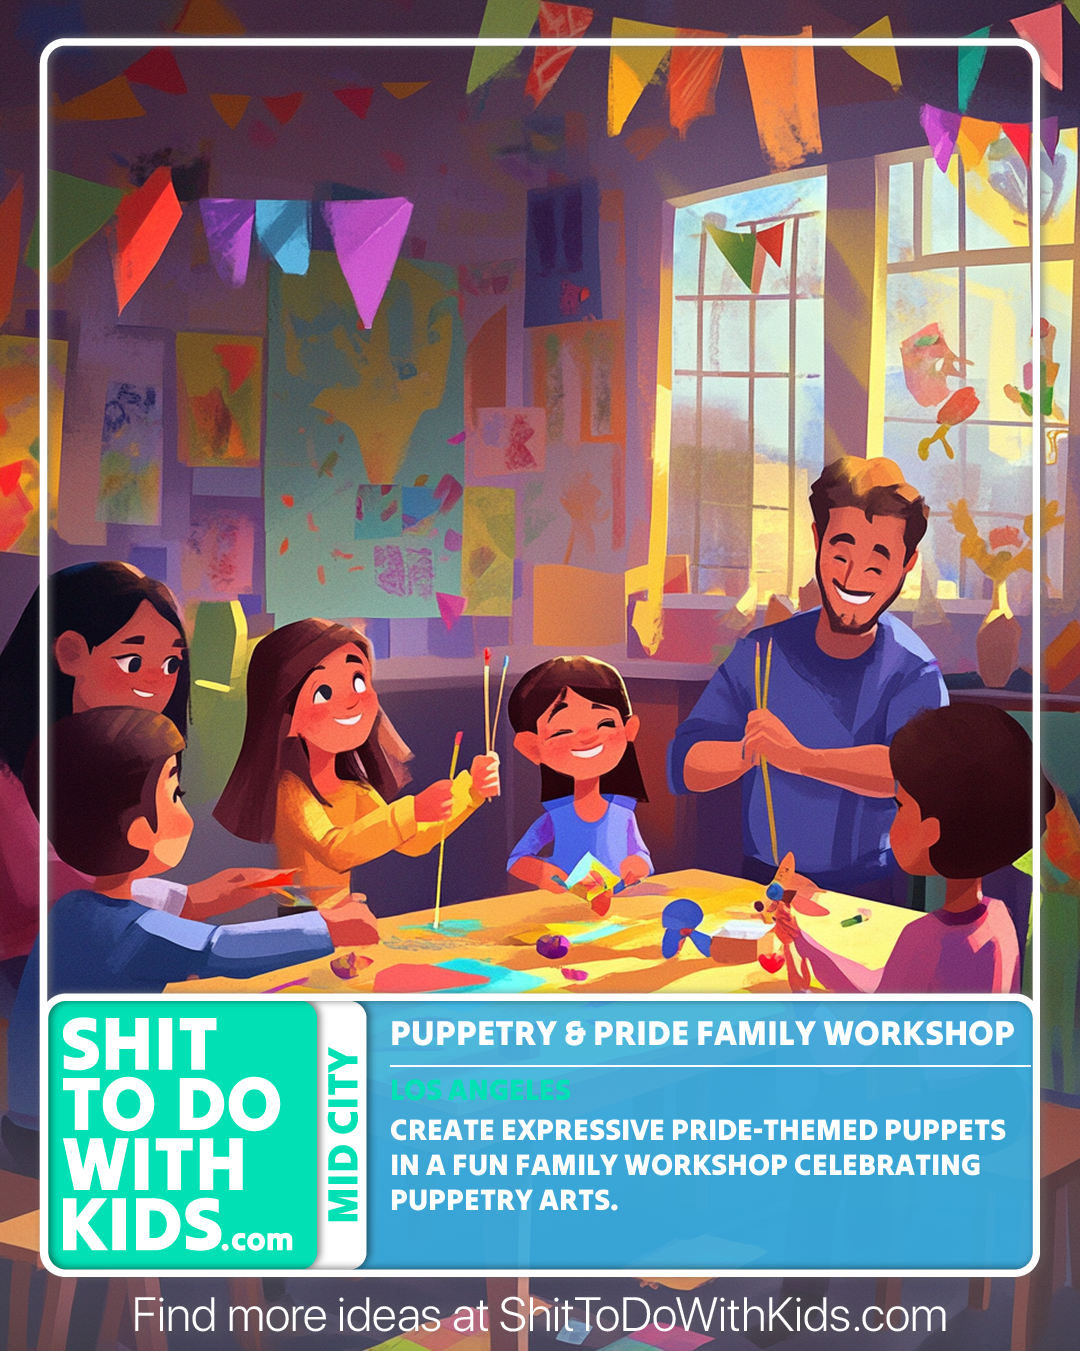 SHIT
TO DO
WITH
KIDS.com
MID CITY
PUPPETRY & PRIDE FAMILY WORKSHOP
LOS ANGELES
CREATE EXPRESSIVE PRIDE-THEMED PUPPETS
IN A FUN FAMILY WORKSHOP CELEBRATING
PUPPETRY ARTS.
Find more ideas at ShitToDoWithKids.com